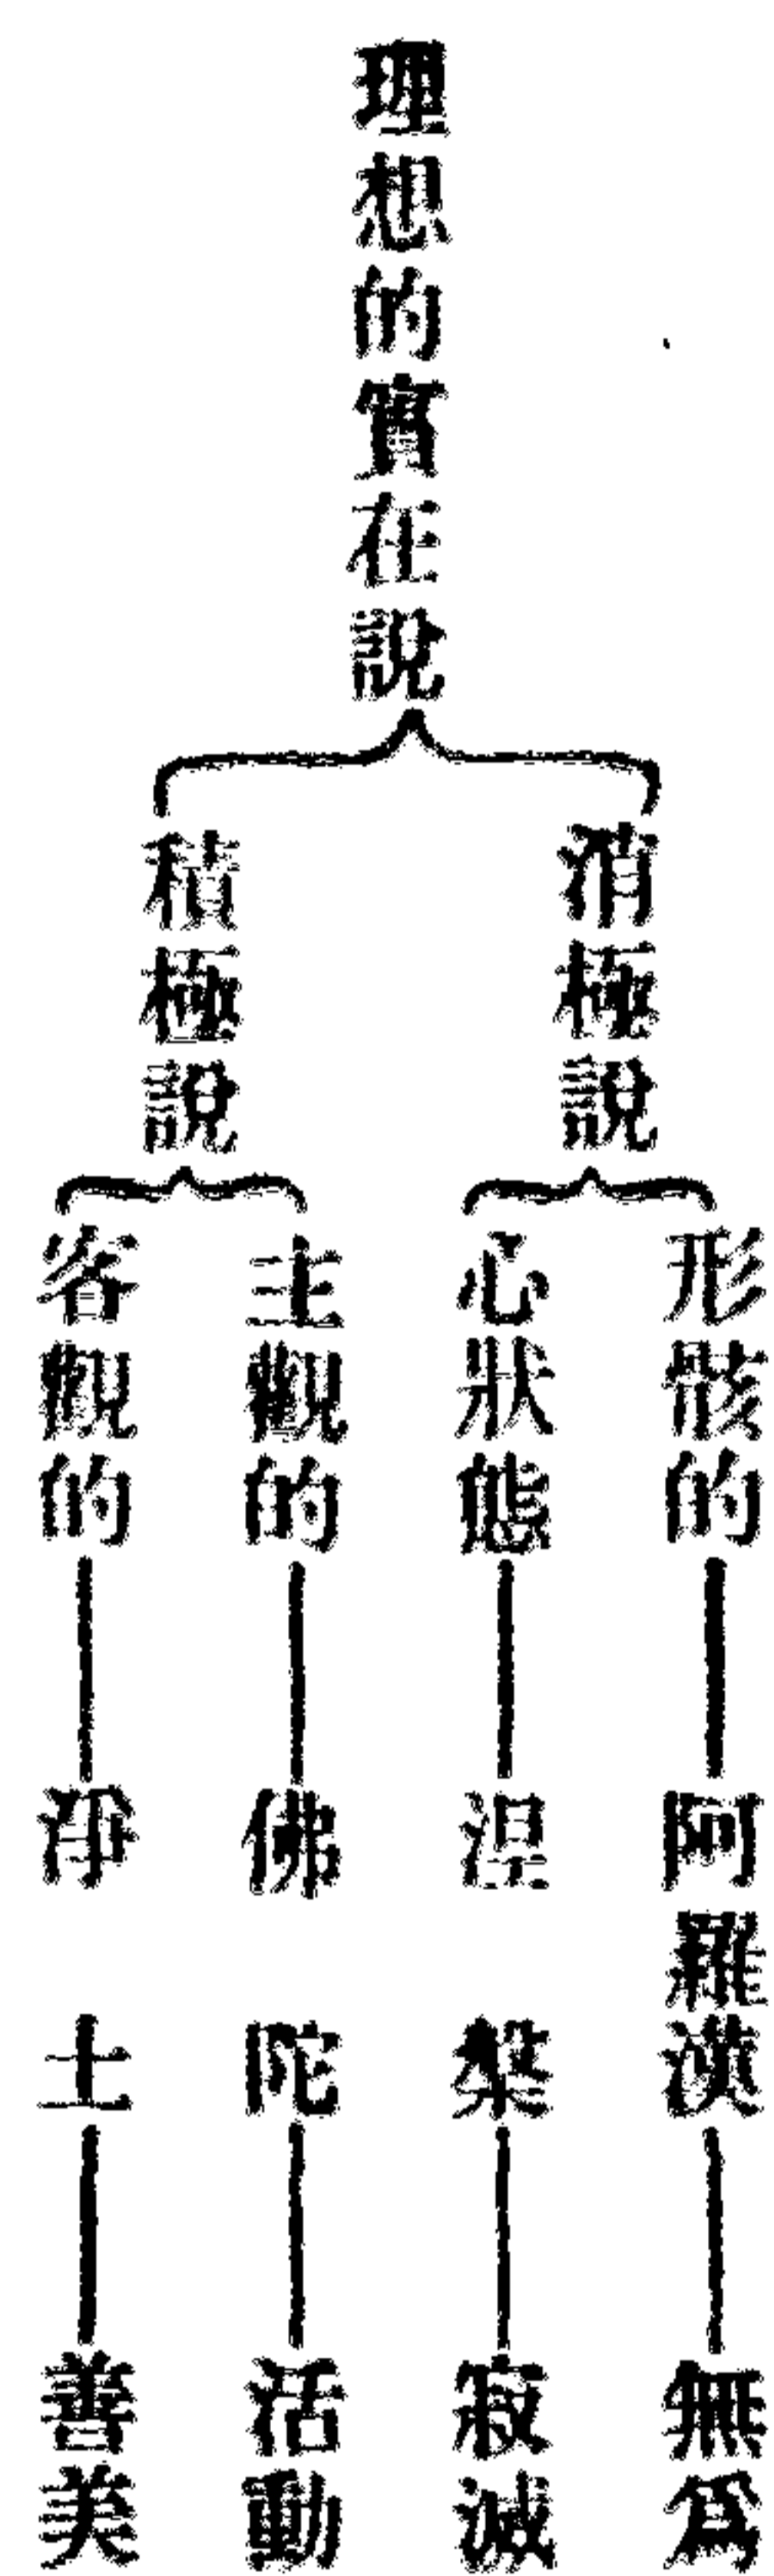 理想的實在說
消極說
形骸的
阿羅漢
無爲
心狀態
涅槃
寂滅
積極說
主觀的
佛陀
活動
客觀的
淨土
善美